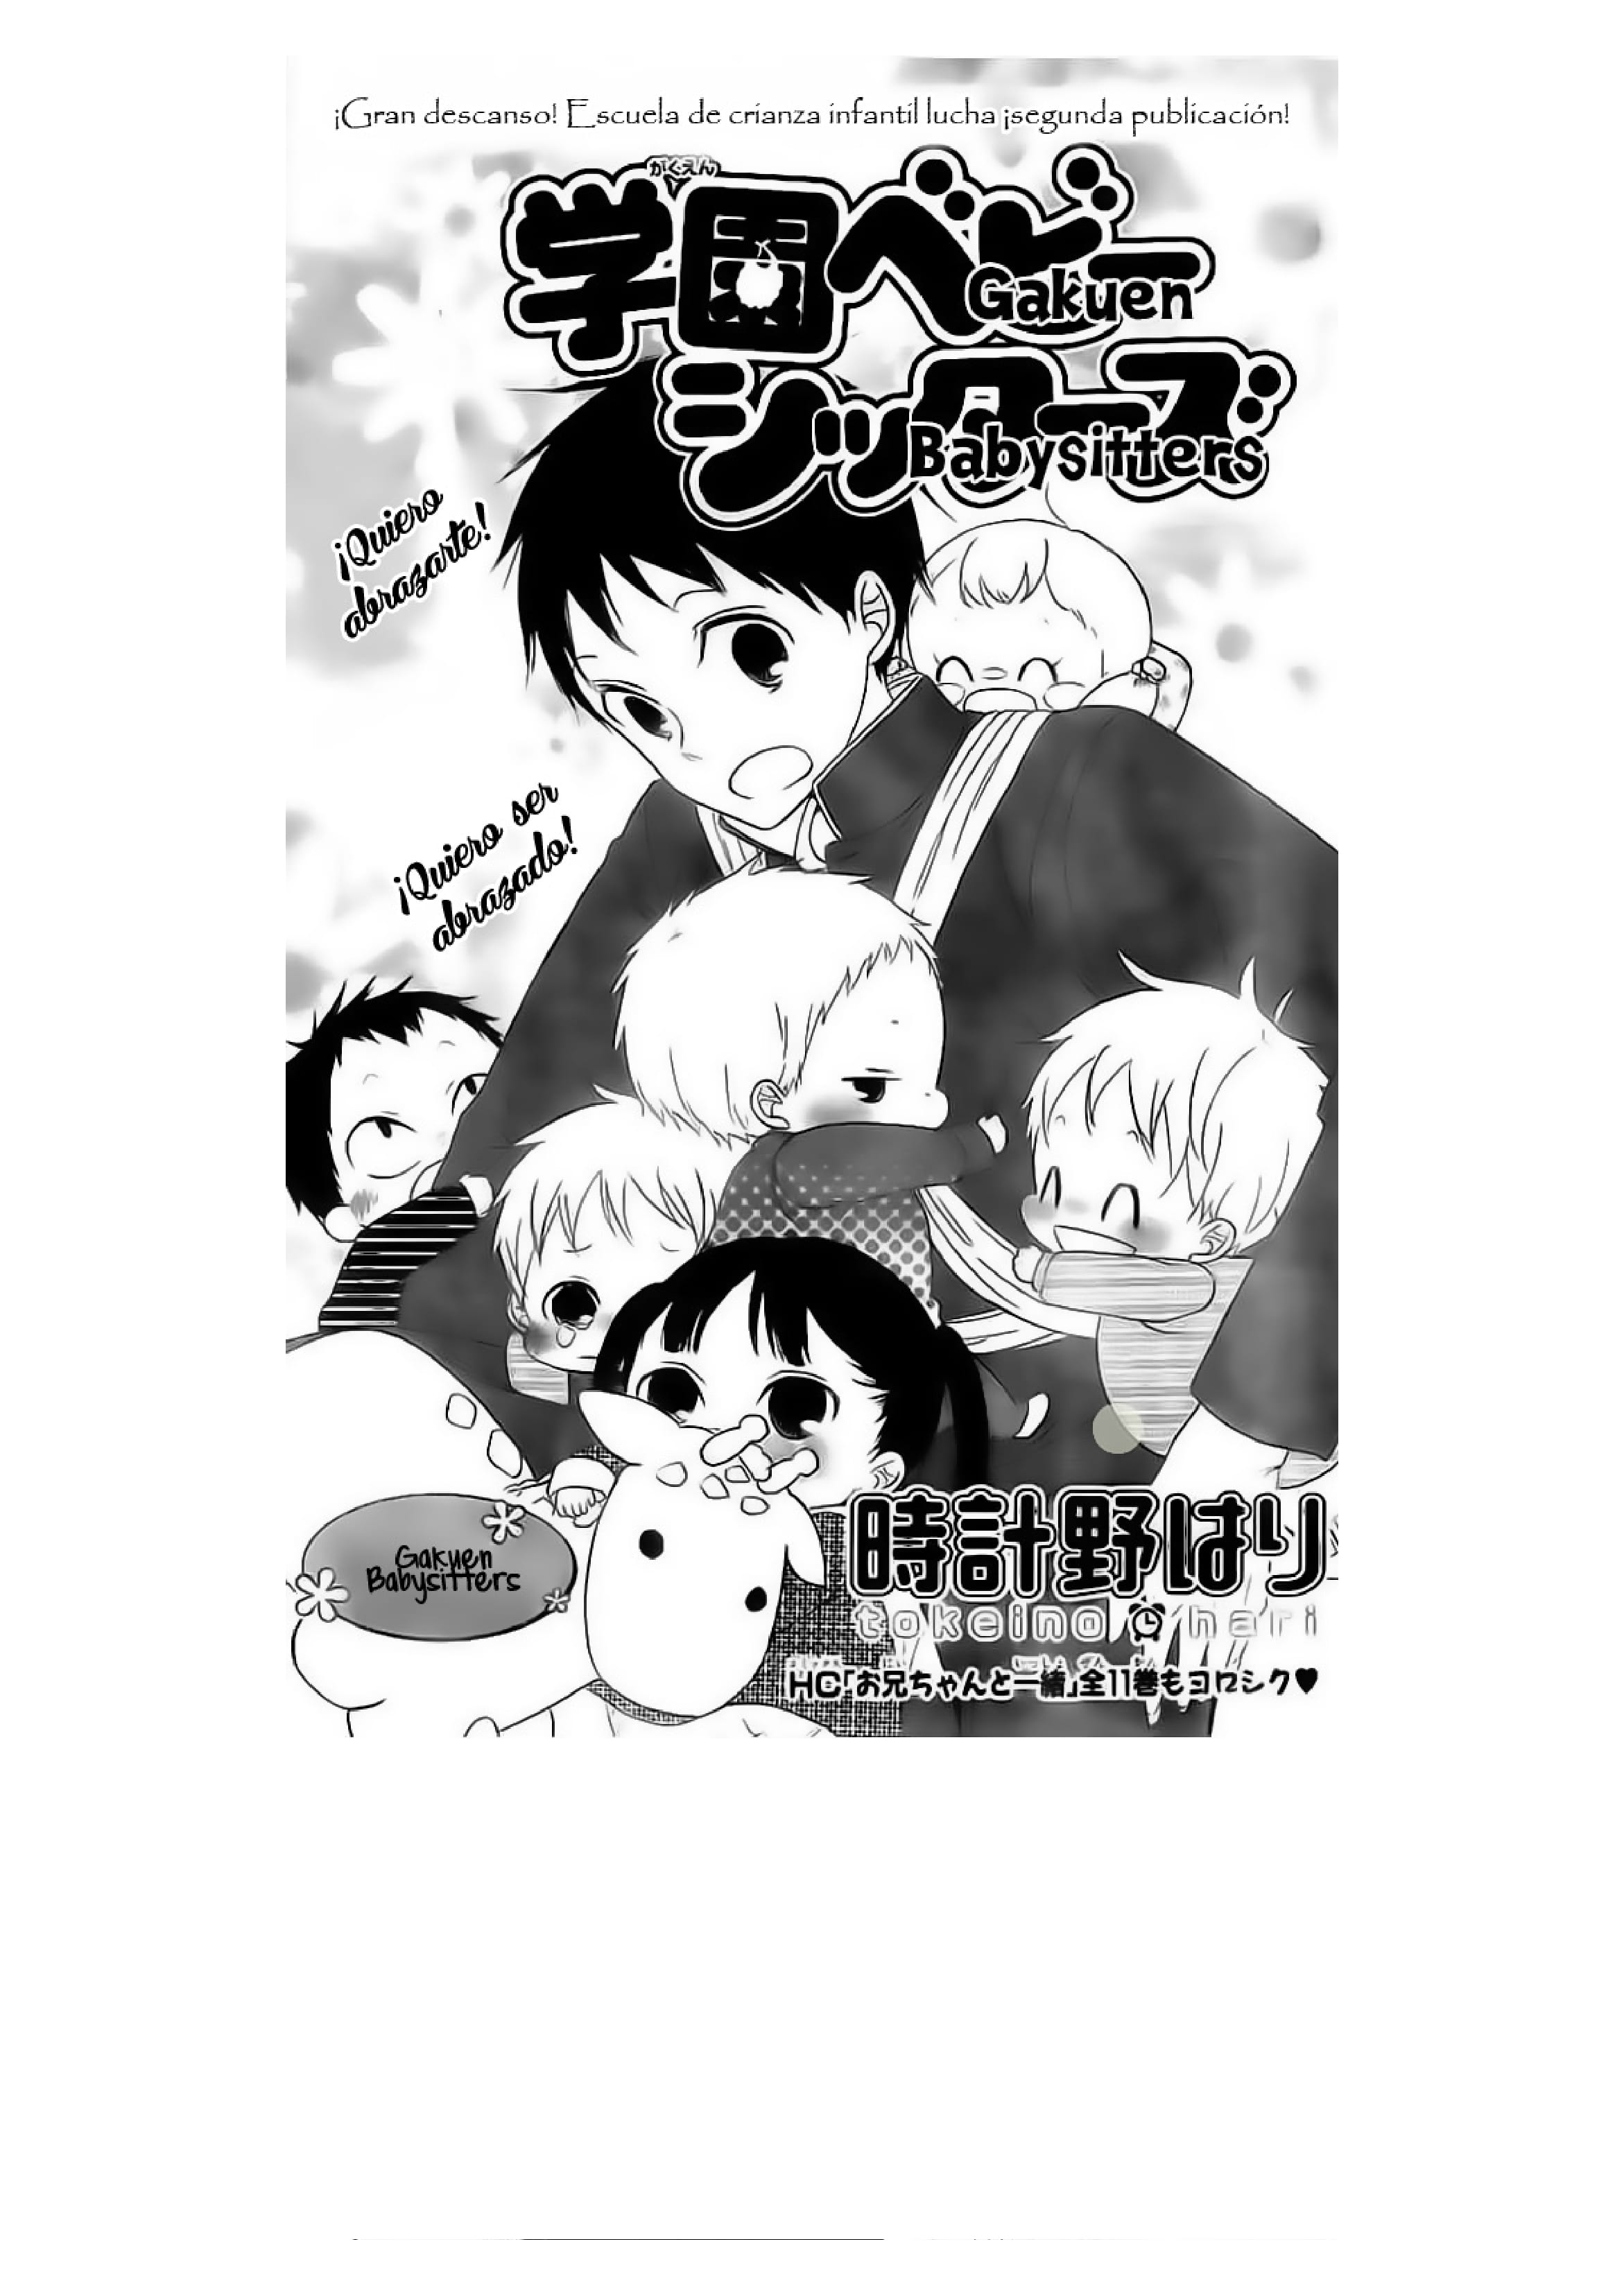 ¡Gran descanso! Escuela de crianza infantil lucha ¡segunda publicación!
がくえん
学園ベビー
Gakuen
シッターズ
Babysitters
¡Quiero
abrazarte!
¡Quiero ser
abrazado!
Gakuen
Babysitters
時計野はり
tokeino hari
HC「お兄ちゃんと一緒」全11巻もヨロシク♥